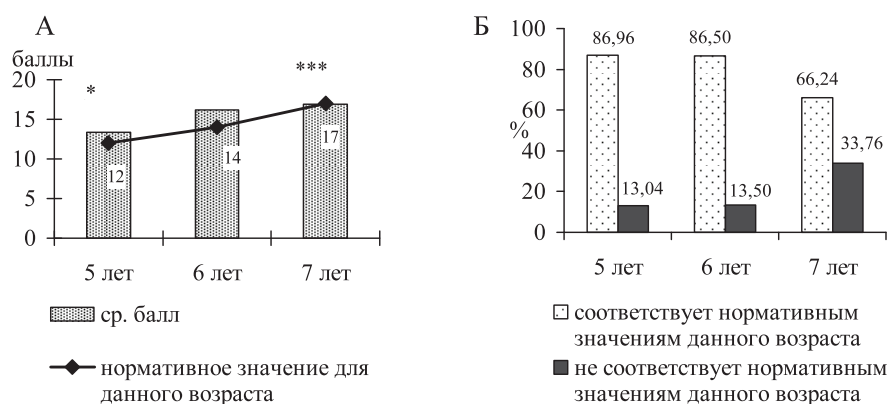 А
баллы
20
15
10
5
0
*
***
12
14
17
5 лет
6 лет
7 лет
ср. балл
нормативное значение для
данного возраста
Б
100
80
60
40
20
0
%
86,96
13,04
86,50
13,50
66,24
33,76
5 лет
6 лет
7 лет
соответствует нормативным
значениям данного возраста
не соответствует нормативным
значениям данного возраста